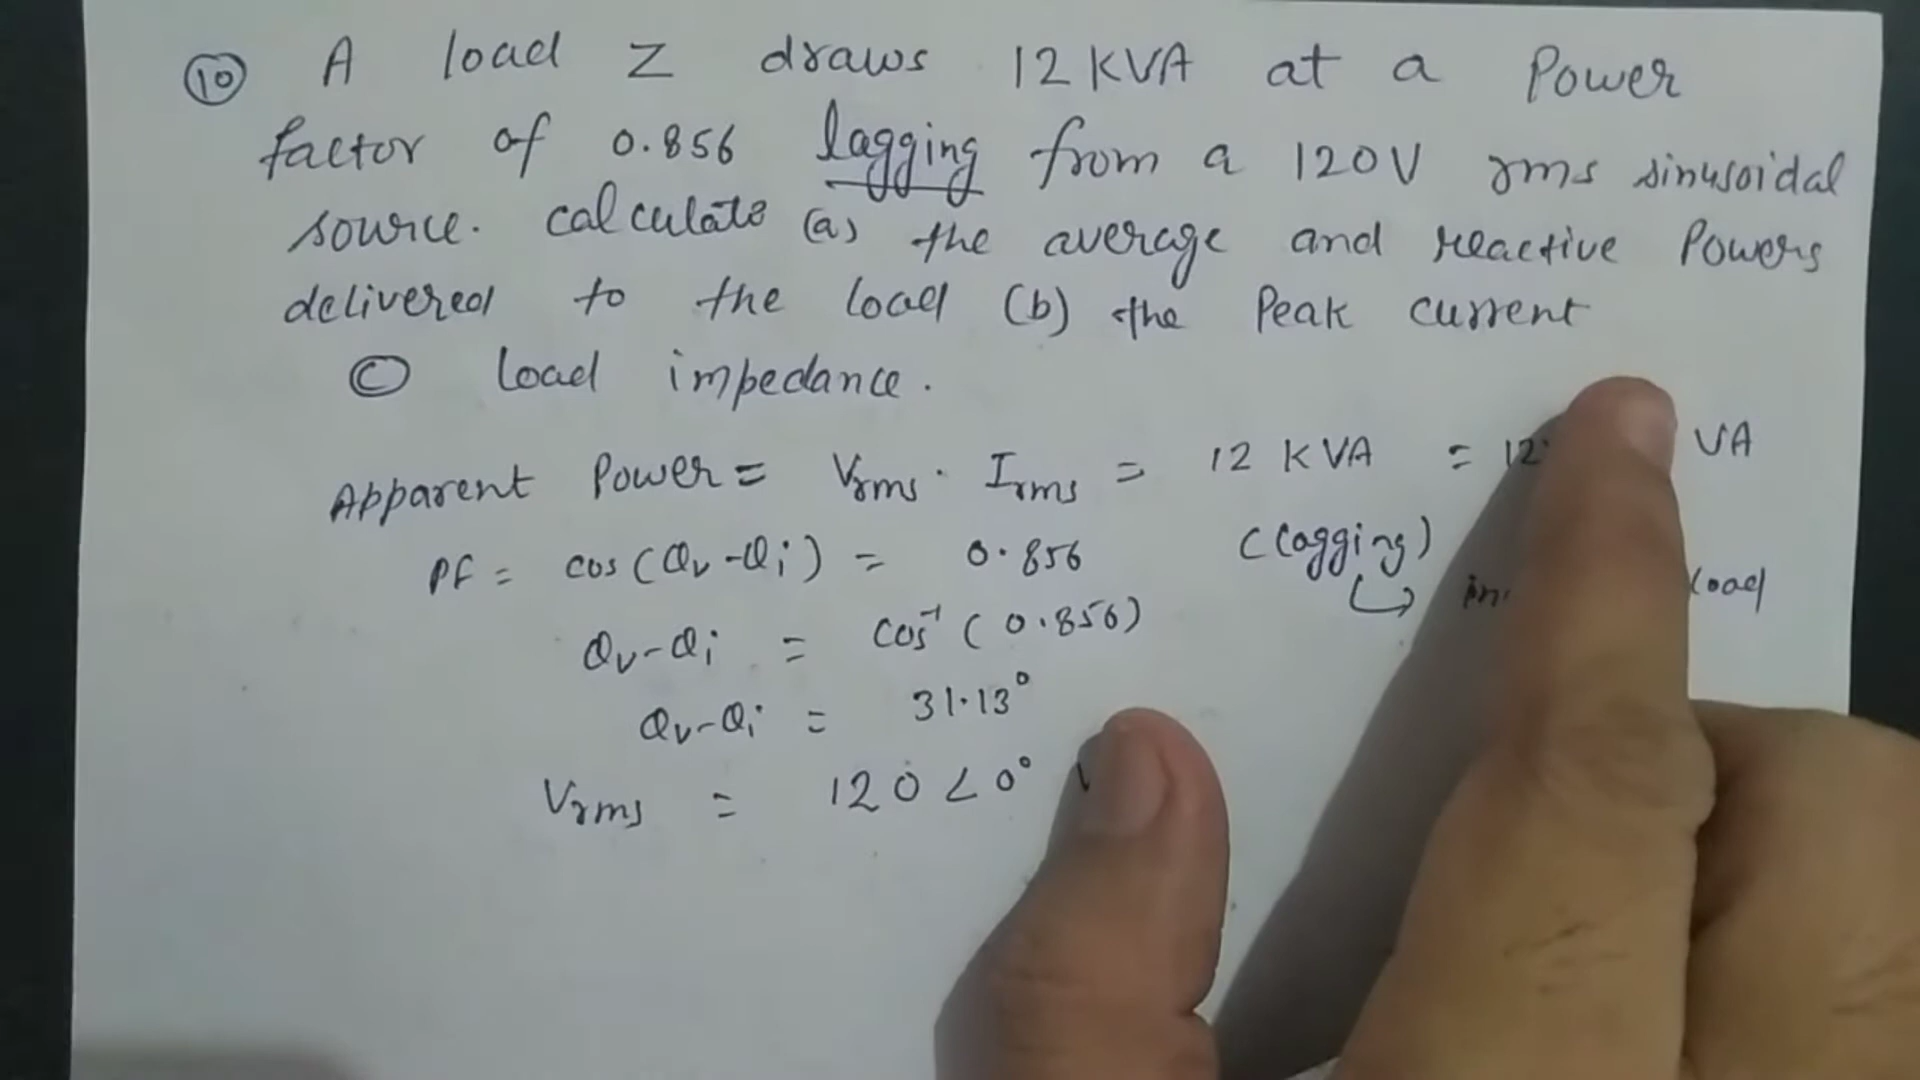 ⑩ A load Z draws 12 KVA at a Power
factor of 0.856 lagging from a 120V rms sinusoidal
source. calculate (a) the average and reactive Powers
delivered to the load (b) the Peak current
Ⓒ load impedance.
Apparent Power = Vrms · Irms = 12 KVA = 12 VA
PF = cos(θv-θi) = 0.856 (lagging)
↳ load
θv-θi = cos⁻¹(0.856)
θv-θi = 31.13°
Vrms = 120∠0°